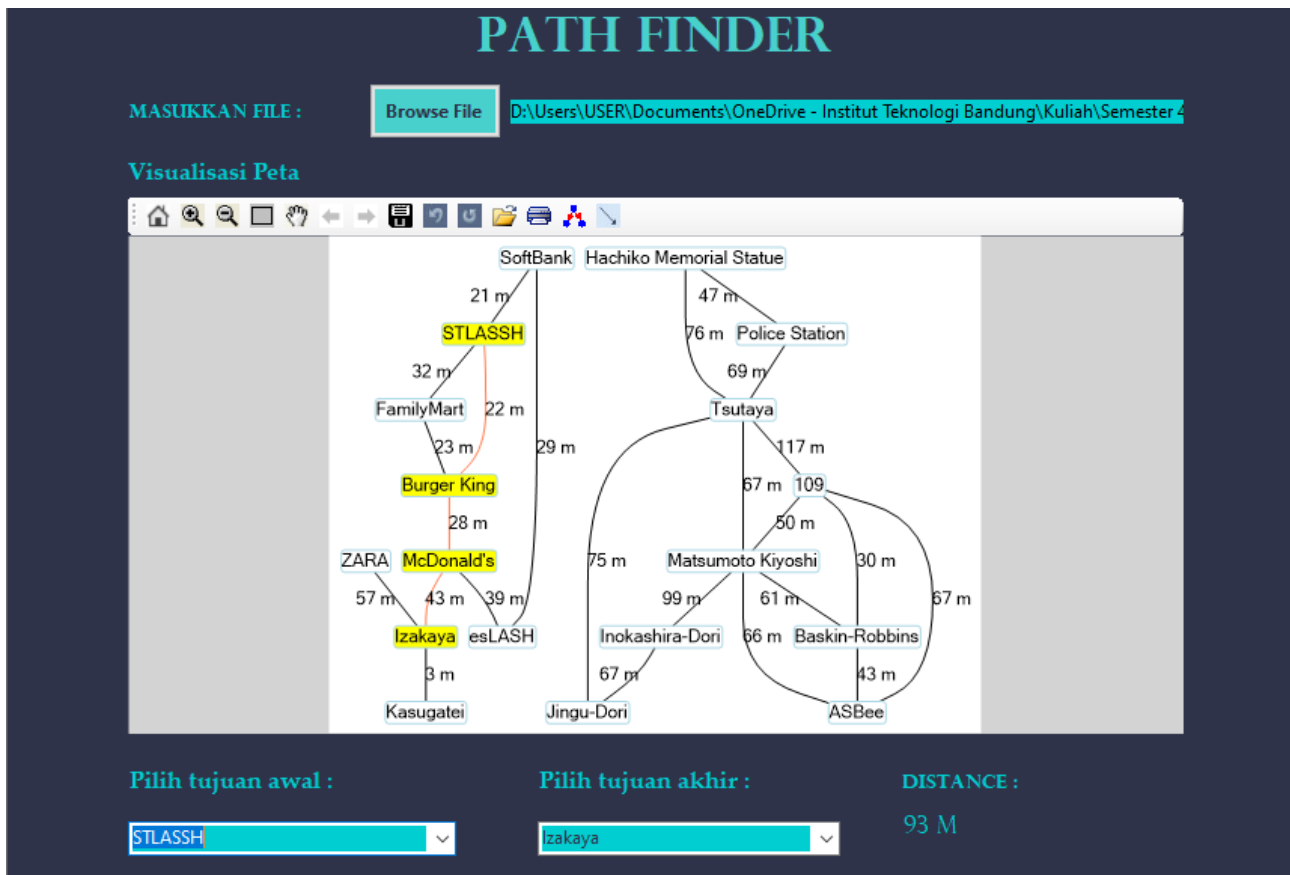 PATH FINDER
MASUKKAN FILE :
Browse File
D:\Users\USER\Documents\OneDrive - Institut Teknologi Bandung\Kuliah\Semester 4
Visualisasi Peta
SoftBank Hachiko Memorial Statue
21 m 47 m
STLASSH 76 m Police Station
32 m 69 m
FamilyMart 22 m Tsutaya
23 m 29 m 117 m
Burger King 67 m 109
28 m 50 m
ZARA McDonald's 75 m Matsumoto Kiyoshi 30 m
57 m 43 m 39 m 99 m 61 m 67 m
Izakaya esLASH Inokashira-Dori 66 m Baskin-Robbins
3 m 67 m 43 m
Kasugatei Jingu-Dori ASBee
Pilih tujuan awal : Pilih tujuan akhir : DISTANCE :
STLASSH Izakaya 93 M